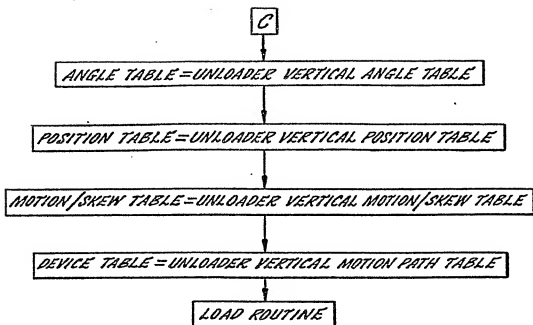 C
ANGLE TABLE=UNLOADER VERTICAL ANGLE TABLE
POSITION TABLE=UNLOADER VERTICAL POSITION TABLE
MOTION/SKEW TABLE=UNLOADER VERTICAL MOTION/SKEW TABLE
DEVICE TABLE=UNLOADER VERTICAL MOTION PATH TABLE
LOAD ROUTINE